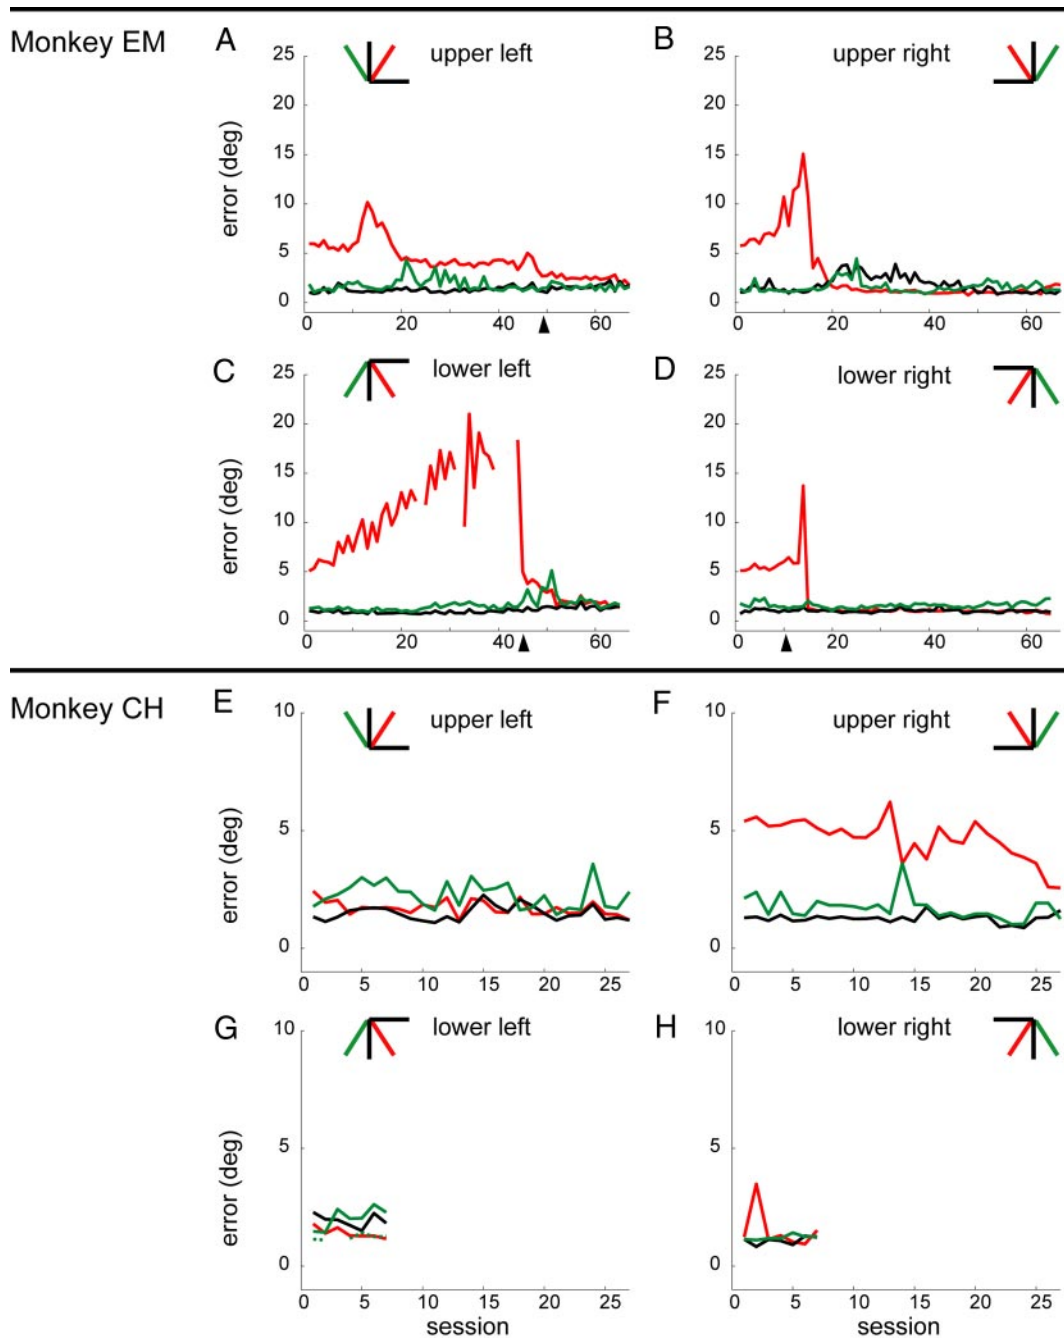 Monkey EM
A
upper left
25
20
15
10
5
0
error (deg)
0 20 40 60
B
upper right
25
20
15
10
5
0
0 20 40 60
C
lower left
25
20
15
10
5
0
error (deg)
0 20 40 60
D
lower right
25
20
15
10
5
0
0 20 40 60
Monkey CH
E
upper left
10
5
0
error (deg)
0 5 10 15 20 25
F
upper right
10
5
0
0 5 10 15 20 25
G
lower left
10
5
0
error (deg)
0 5 10 15 20 25
session
H
lower right
10
5
0
0 5 10 15 20 25
session